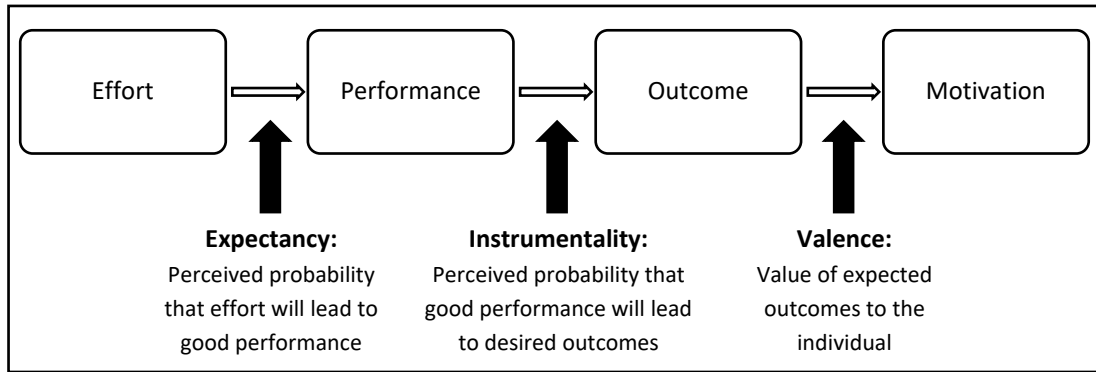 Effort
Performance
Outcome
Motivation
Expectancy:
Perceived probability
that effort will lead to
good performance
Instrumentality:
Perceived probability that
good performance will lead
to desired outcomes
Valence:
Value of expected
outcomes to the
individual